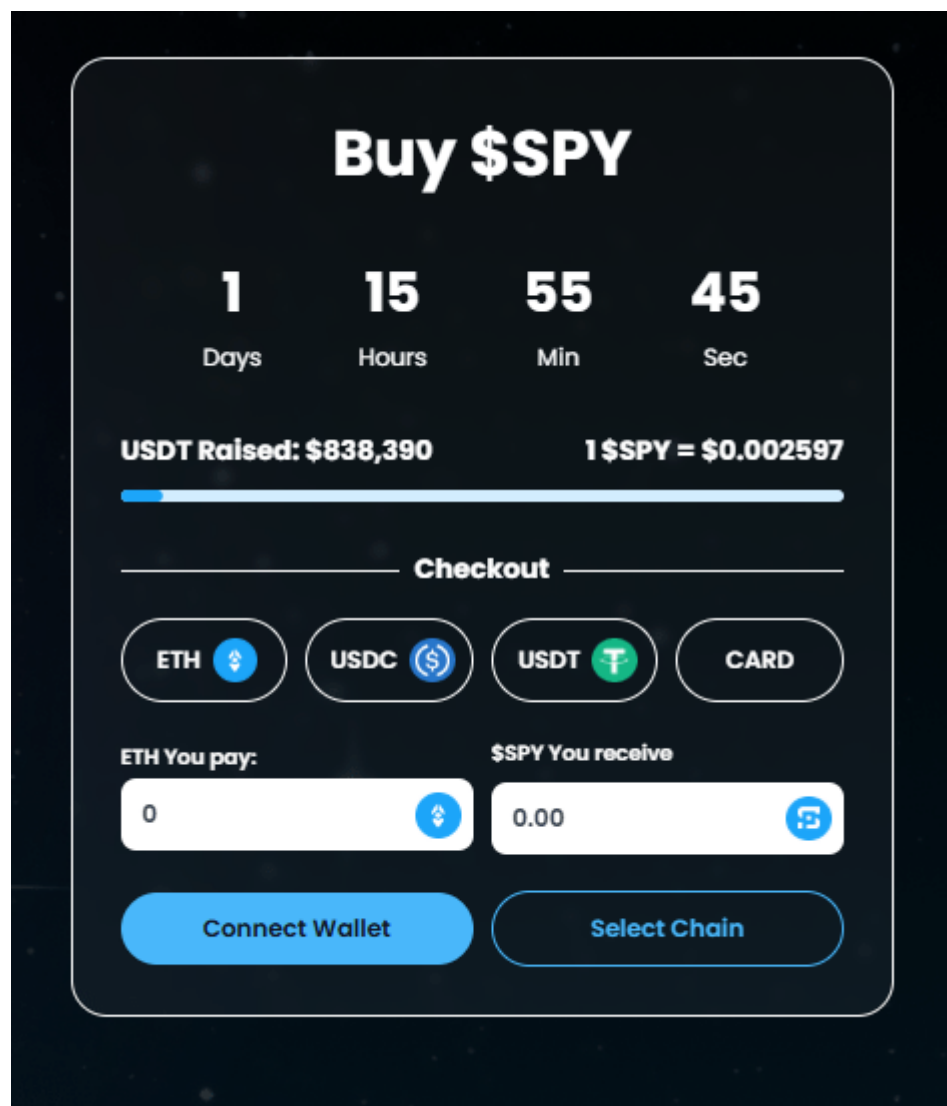 Buy $SPY
1 15 55 45
Days Hours Min Sec
USDT Raised: $838,390 1 $SPY = $0.002597
Checkout
ETH USDC USDT CARD
ETH You pay: $SPY You receive
0 0.00
Connect Wallet Select Chain